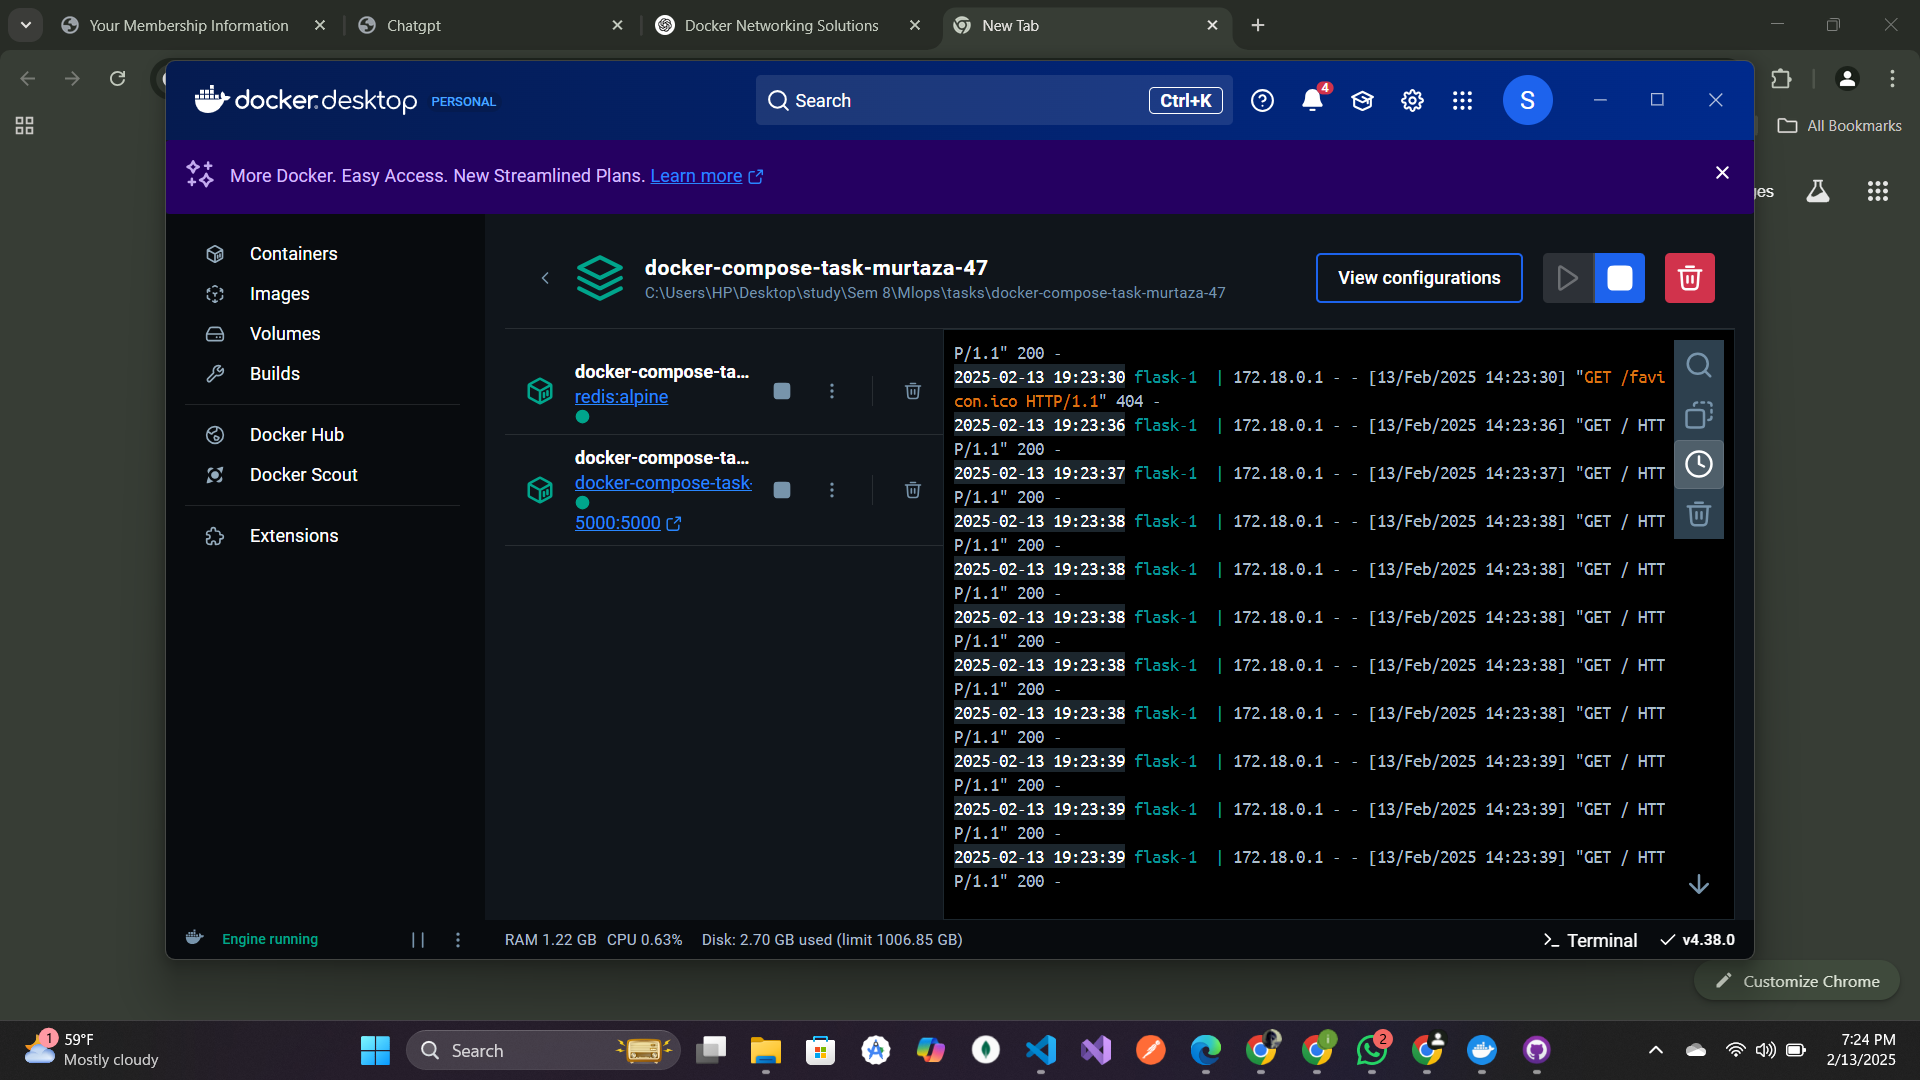 Your Membership Information
Chatgpt
Docker Networking Solutions
New Tab
All Bookmarks
docker.desktop PERSONAL
Search
Ctrl+K
4
S
More Docker. Easy Access. New Streamlined Plans. Learn more
Containers
Images
Volumes
Builds
Docker Hub
Docker Scout
Extensions
docker-compose-task-murtaza-47
C:\Users\HP\Desktop\study\Sem 8\Mlops\tasks\docker-compose-task-murtaza-47
View configurations
docker-compose-ta...
redis:alpine
docker-compose-ta...
docker-compose-task-
5000:5000
P/1.1" 200 -
2025-02-13 19:23:30 flask-1 | 172.18.0.1 - - [13/Feb/2025 14:23:30] "GET /favi
con.ico HTTP/1.1" 404 -
2025-02-13 19:23:36 flask-1 | 172.18.0.1 - - [13/Feb/2025 14:23:36] "GET / HTT
P/1.1" 200 -
2025-02-13 19:23:37 flask-1 | 172.18.0.1 - - [13/Feb/2025 14:23:37] "GET / HTT
P/1.1" 200 -
2025-02-13 19:23:38 flask-1 | 172.18.0.1 - - [13/Feb/2025 14:23:38] "GET / HTT
P/1.1" 200 -
2025-02-13 19:23:38 flask-1 | 172.18.0.1 - - [13/Feb/2025 14:23:38] "GET / HTT
P/1.1" 200 -
2025-02-13 19:23:38 flask-1 | 172.18.0.1 - - [13/Feb/2025 14:23:38] "GET / HTT
P/1.1" 200 -
2025-02-13 19:23:38 flask-1 | 172.18.0.1 - - [13/Feb/2025 14:23:38] "GET / HTT
P/1.1" 200 -
2025-02-13 19:23:38 flask-1 | 172.18.0.1 - - [13/Feb/2025 14:23:38] "GET / HTT
P/1.1" 200 -
2025-02-13 19:23:39 flask-1 | 172.18.0.1 - - [13/Feb/2025 14:23:39] "GET / HTT
P/1.1" 200 -
2025-02-13 19:23:39 flask-1 | 172.18.0.1 - - [13/Feb/2025 14:23:39] "GET / HTT
P/1.1" 200 -
2025-02-13 19:23:39 flask-1 | 172.18.0.1 - - [13/Feb/2025 14:23:39] "GET / HTT
P/1.1" 200 -
Engine running
RAM 1.22 GB CPU 0.63% Disk: 2.70 GB used (limit 1006.85 GB)
Terminal
v4.38.0
Customize Chrome
1
59°F
Mostly cloudy
Search
2
7:24 PM
2/13/2025